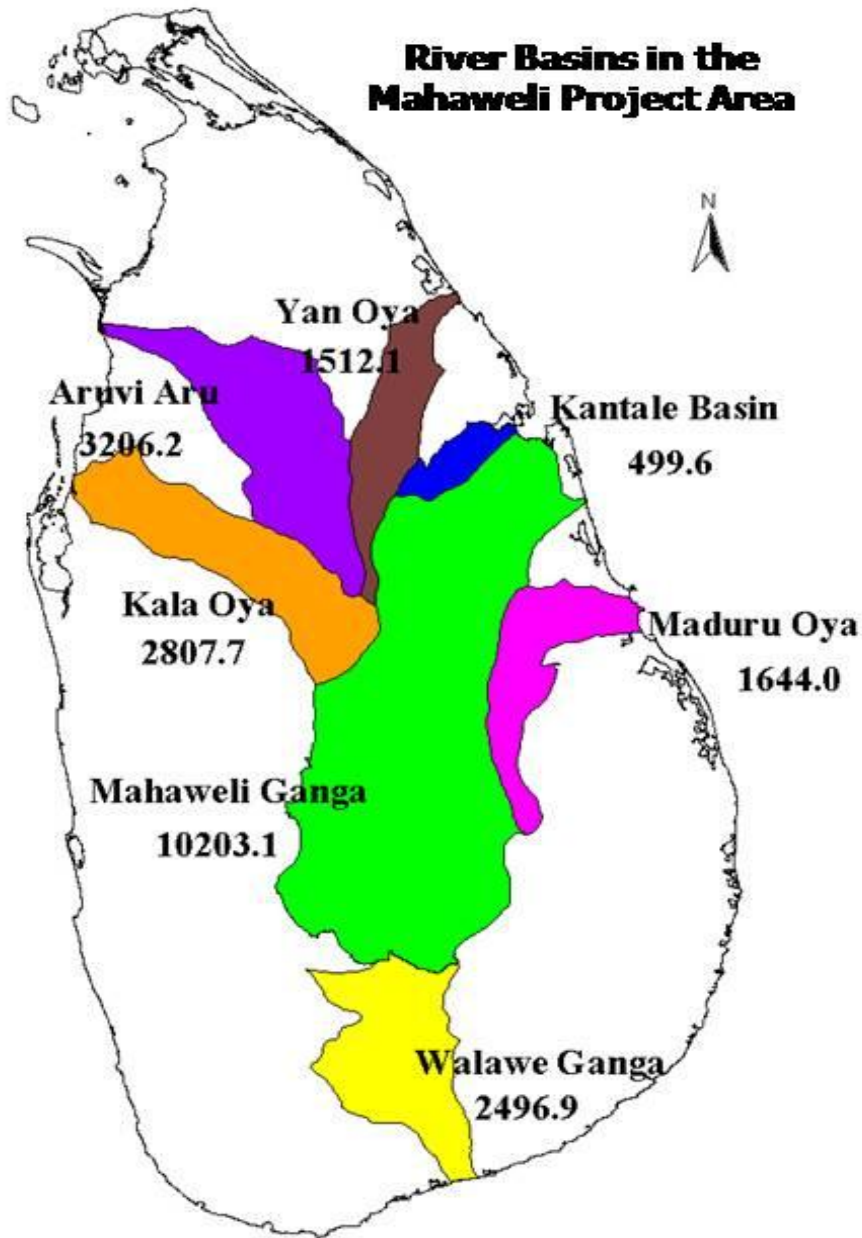 River Basins in the
Mahaweli Project Area
N
Yan Oya
1512.1
Aruvi Aru
3206.2
Kantale Basin
499.6
Kala Oya
2807.7
Maduru Oya
1644.0
Mahaweli Ganga
10203.1
Walawe Ganga
2496.9